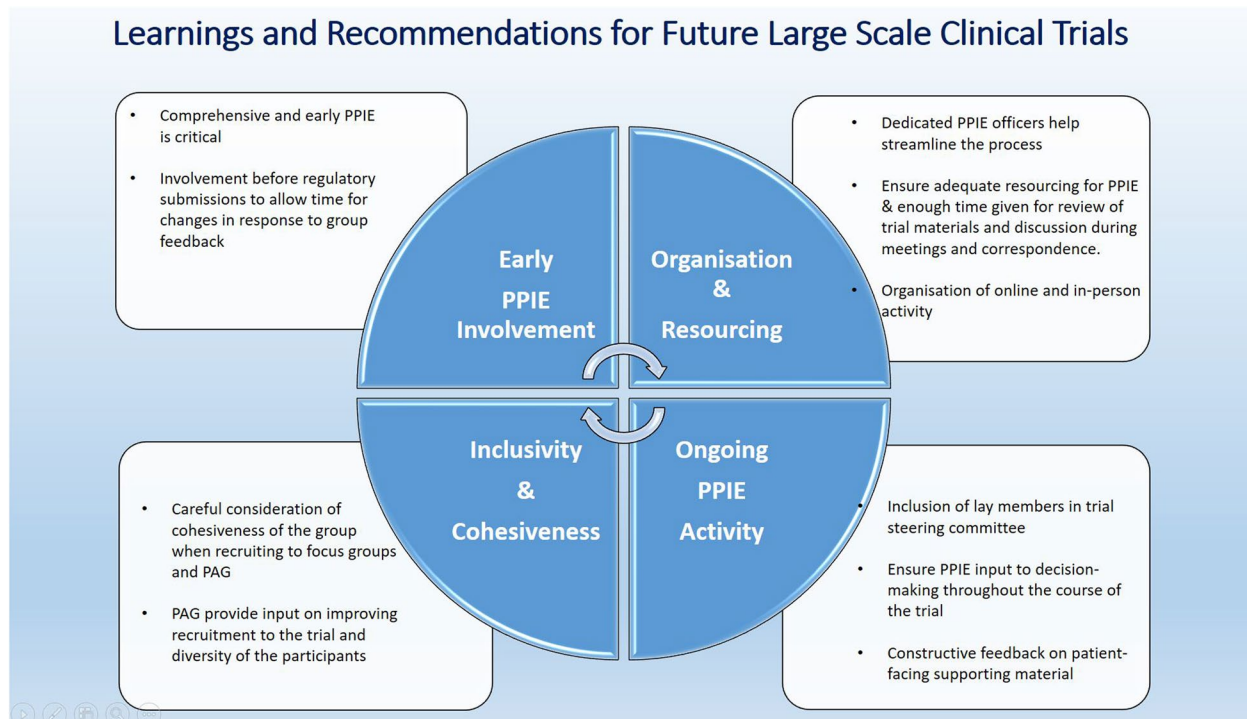 Learnings and Recommendations for Future Large Scale Clinical Trials
• Comprehensive and early PPIE
is critical
• Involvement before regulatory
submissions to allow time for
changes in response to group
feedback
• Dedicated PPIE officers help
streamline the process
• Ensure adequate resourcing for PPIE
& enough time given for review of
trial materials and discussion during
meetings and correspondence.
• Organisation of online and in-person
activity
Early
PPIE
Involvement
Organisation
&
Resourcing
Inclusivity
&
Cohesiveness
Ongoing
PPIE
Activity
• Careful consideration of
cohesiveness of the group
when recruiting to focus groups
and PAG
• PAG provide input on improving
recruitment to the trial and
diversity of the participants
• Inclusion of lay members in trial
steering committee
• Ensure PPIE input to decision-
making throughout the course of
the trial
• Constructive feedback on patient-
facing supporting material